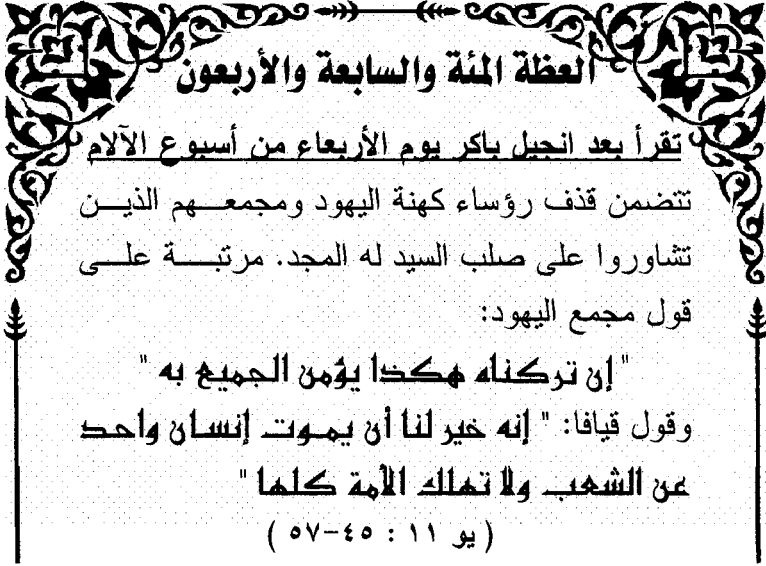 العظة المئة والسابعة والأربعون
تقرأ بعد انجيل باكر يوم الأربعاء من أسبوع الآلام
تتضمن قذف رؤساء كهنة اليهود ومجمعهم الذين
تشاوروا على صلب السيد له المجد. مرتبة على
قول مجمع اليهود:
" إن تركناه هكذا يؤمن الجميع به "
وقول قيافا: " إنه خير لنا أن يموت إنسان واحد
عن الشعب ولا تهلك الأمة كلها "
( يو ١١ : ٤٥-٥٧ )